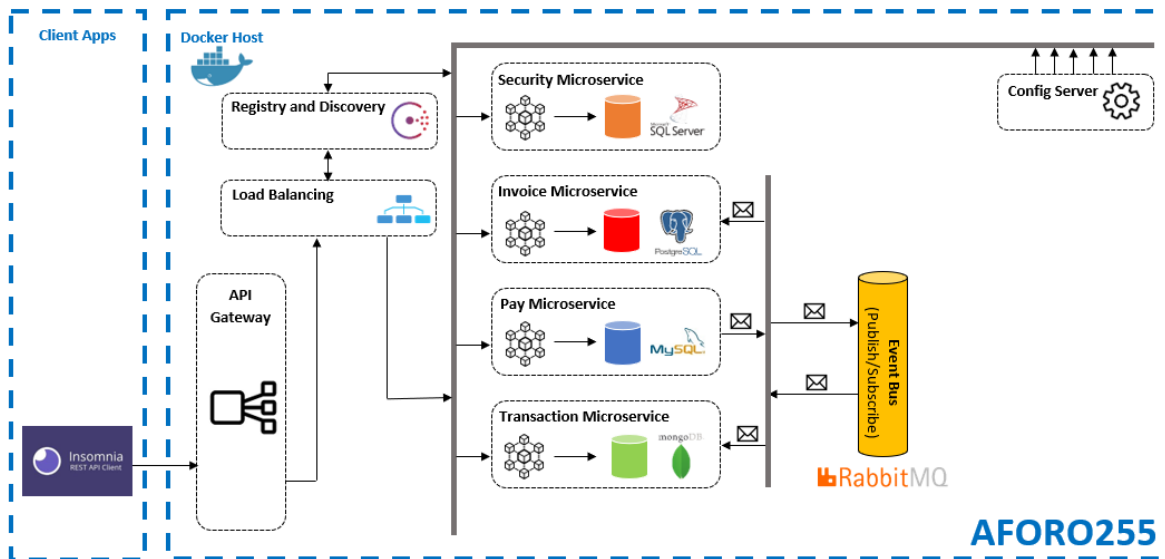 Client Apps
Docker Host
Registry and Discovery
Load Balancing
API
Gateway
Insomnia
REST API Client
Security Microservice
Microsoft
SQL Server
Invoice Microservice
PostgreSQL
Pay Microservice
MySQL
Transaction Microservice
mongoDB
Config Server
Event Bus
(Publish/Subscribe)
RabbitMQ
AFORO255